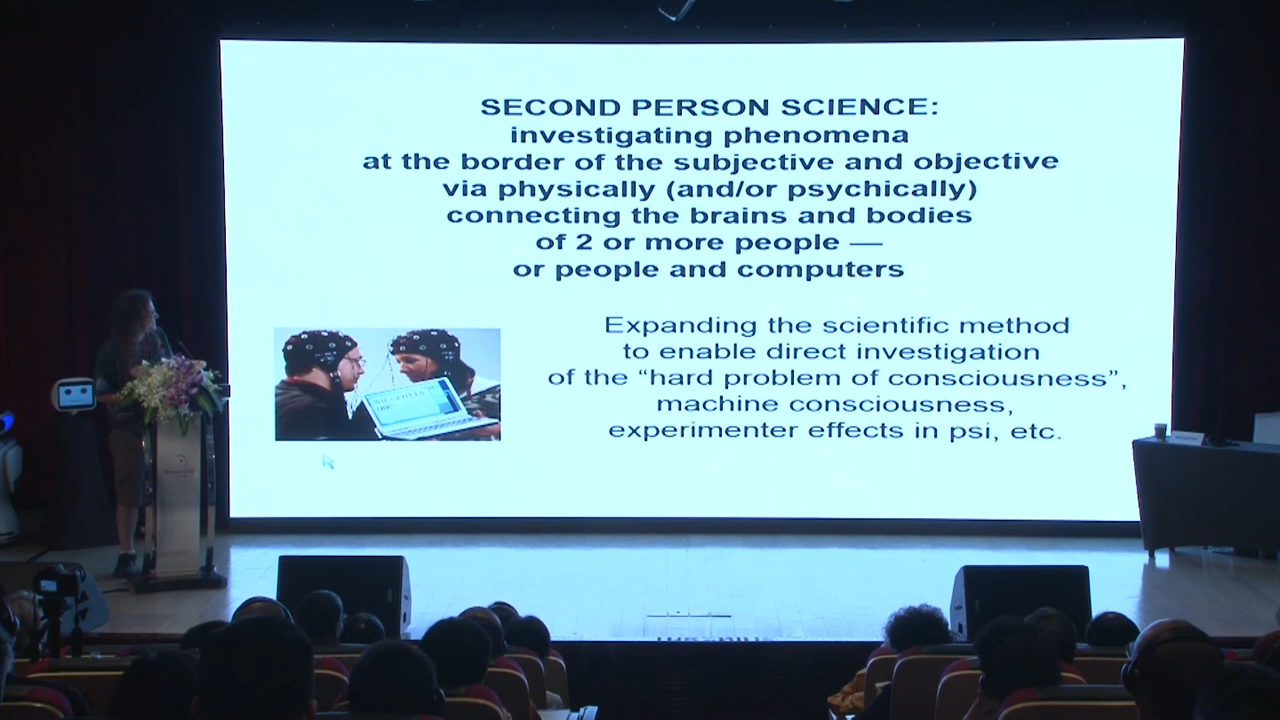 SECOND PERSON SCIENCE:
investigating phenomena
at the border of the subjective and objective
via physically (and/or psychically)
connecting the brains and bodies
of 2 or more people —
or people and computers
Expanding the scientific method
to enable direct investigation
of the “hard problem of consciousness”,
machine consciousness,
experimenter effects in psi, etc.